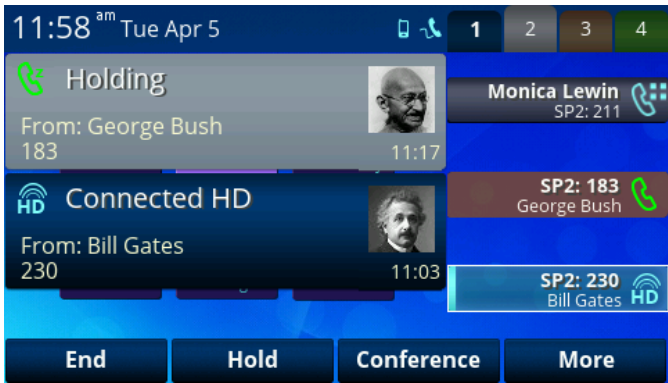 11:58 am Tue Apr 5
1 2 3 4
Holding
From: George Bush
183
11:17
Monica Lewin
SP2: 211
HD Connected HD
From: Bill Gates
230
11:03
SP2: 183
George Bush
SP2: 230
Bill Gates HD
End Hold Conference More